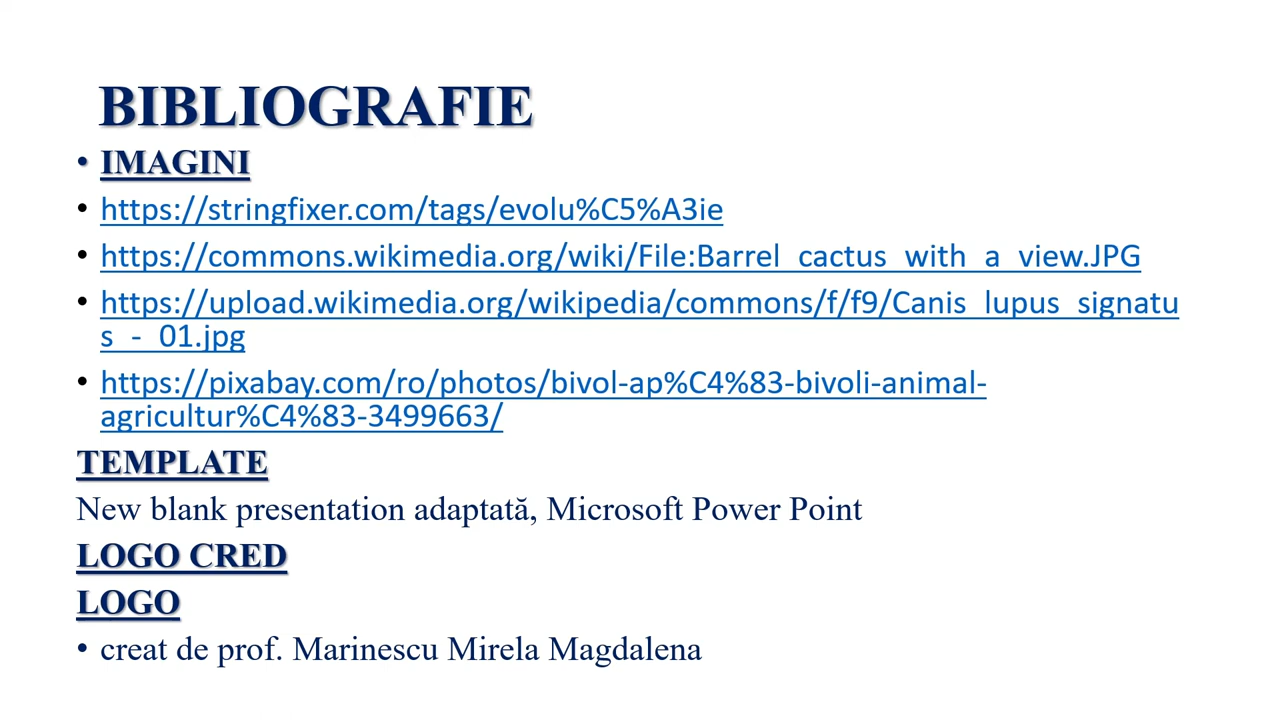 BIBLIOGRAFIE
• IMAGINI
• https://stringfixer.com/tags/evolu%C5%A3ie
• https://commons.wikimedia.org/wiki/File:Barrel_cactus_with_a_view.JPG
• https://upload.wikimedia.org/wikipedia/commons/f/f9/Canis_lupus_signatu
s_-_01.jpg
• https://pixabay.com/ro/photos/bivol-ap%C4%83-bivoli-animal-
agricultur%C4%83-3499663/
TEMPLATE
New blank presentation adaptată, Microsoft Power Point
LOGO CRED
LOGO
• creat de prof. Marinescu Mirela Magdalena